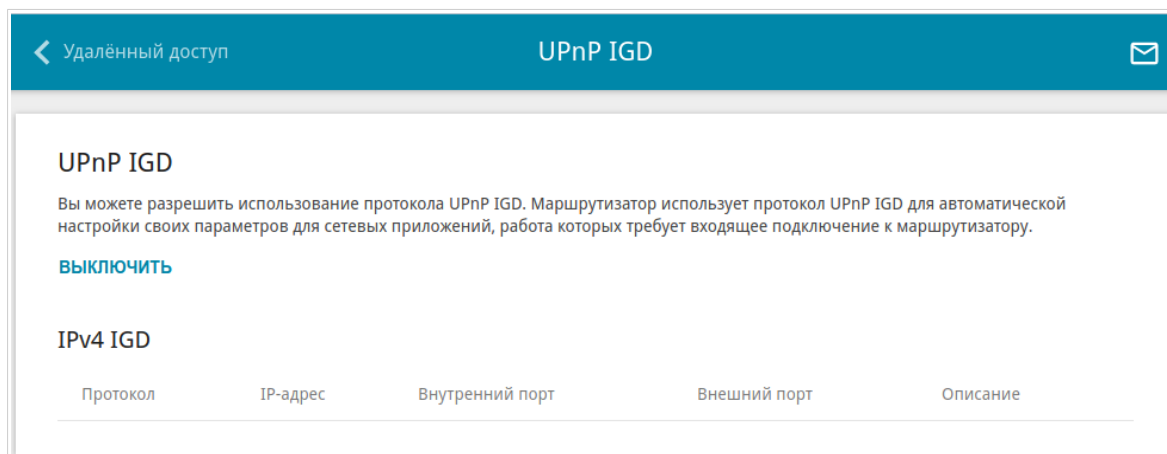 Удалённый доступ UPnP IGD
UPnP IGD
Вы можете разрешить использование протокола UPnP IGD. Маршрутизатор использует протокол UPnP IGD для автоматической
настройки своих параметров для сетевых приложений, работа которых требует входящее подключение к маршрутизатору.
ВЫКЛЮЧИТЬ
IPv4 IGD
Протокол IP-адрес Внутренний порт Внешний порт Описание